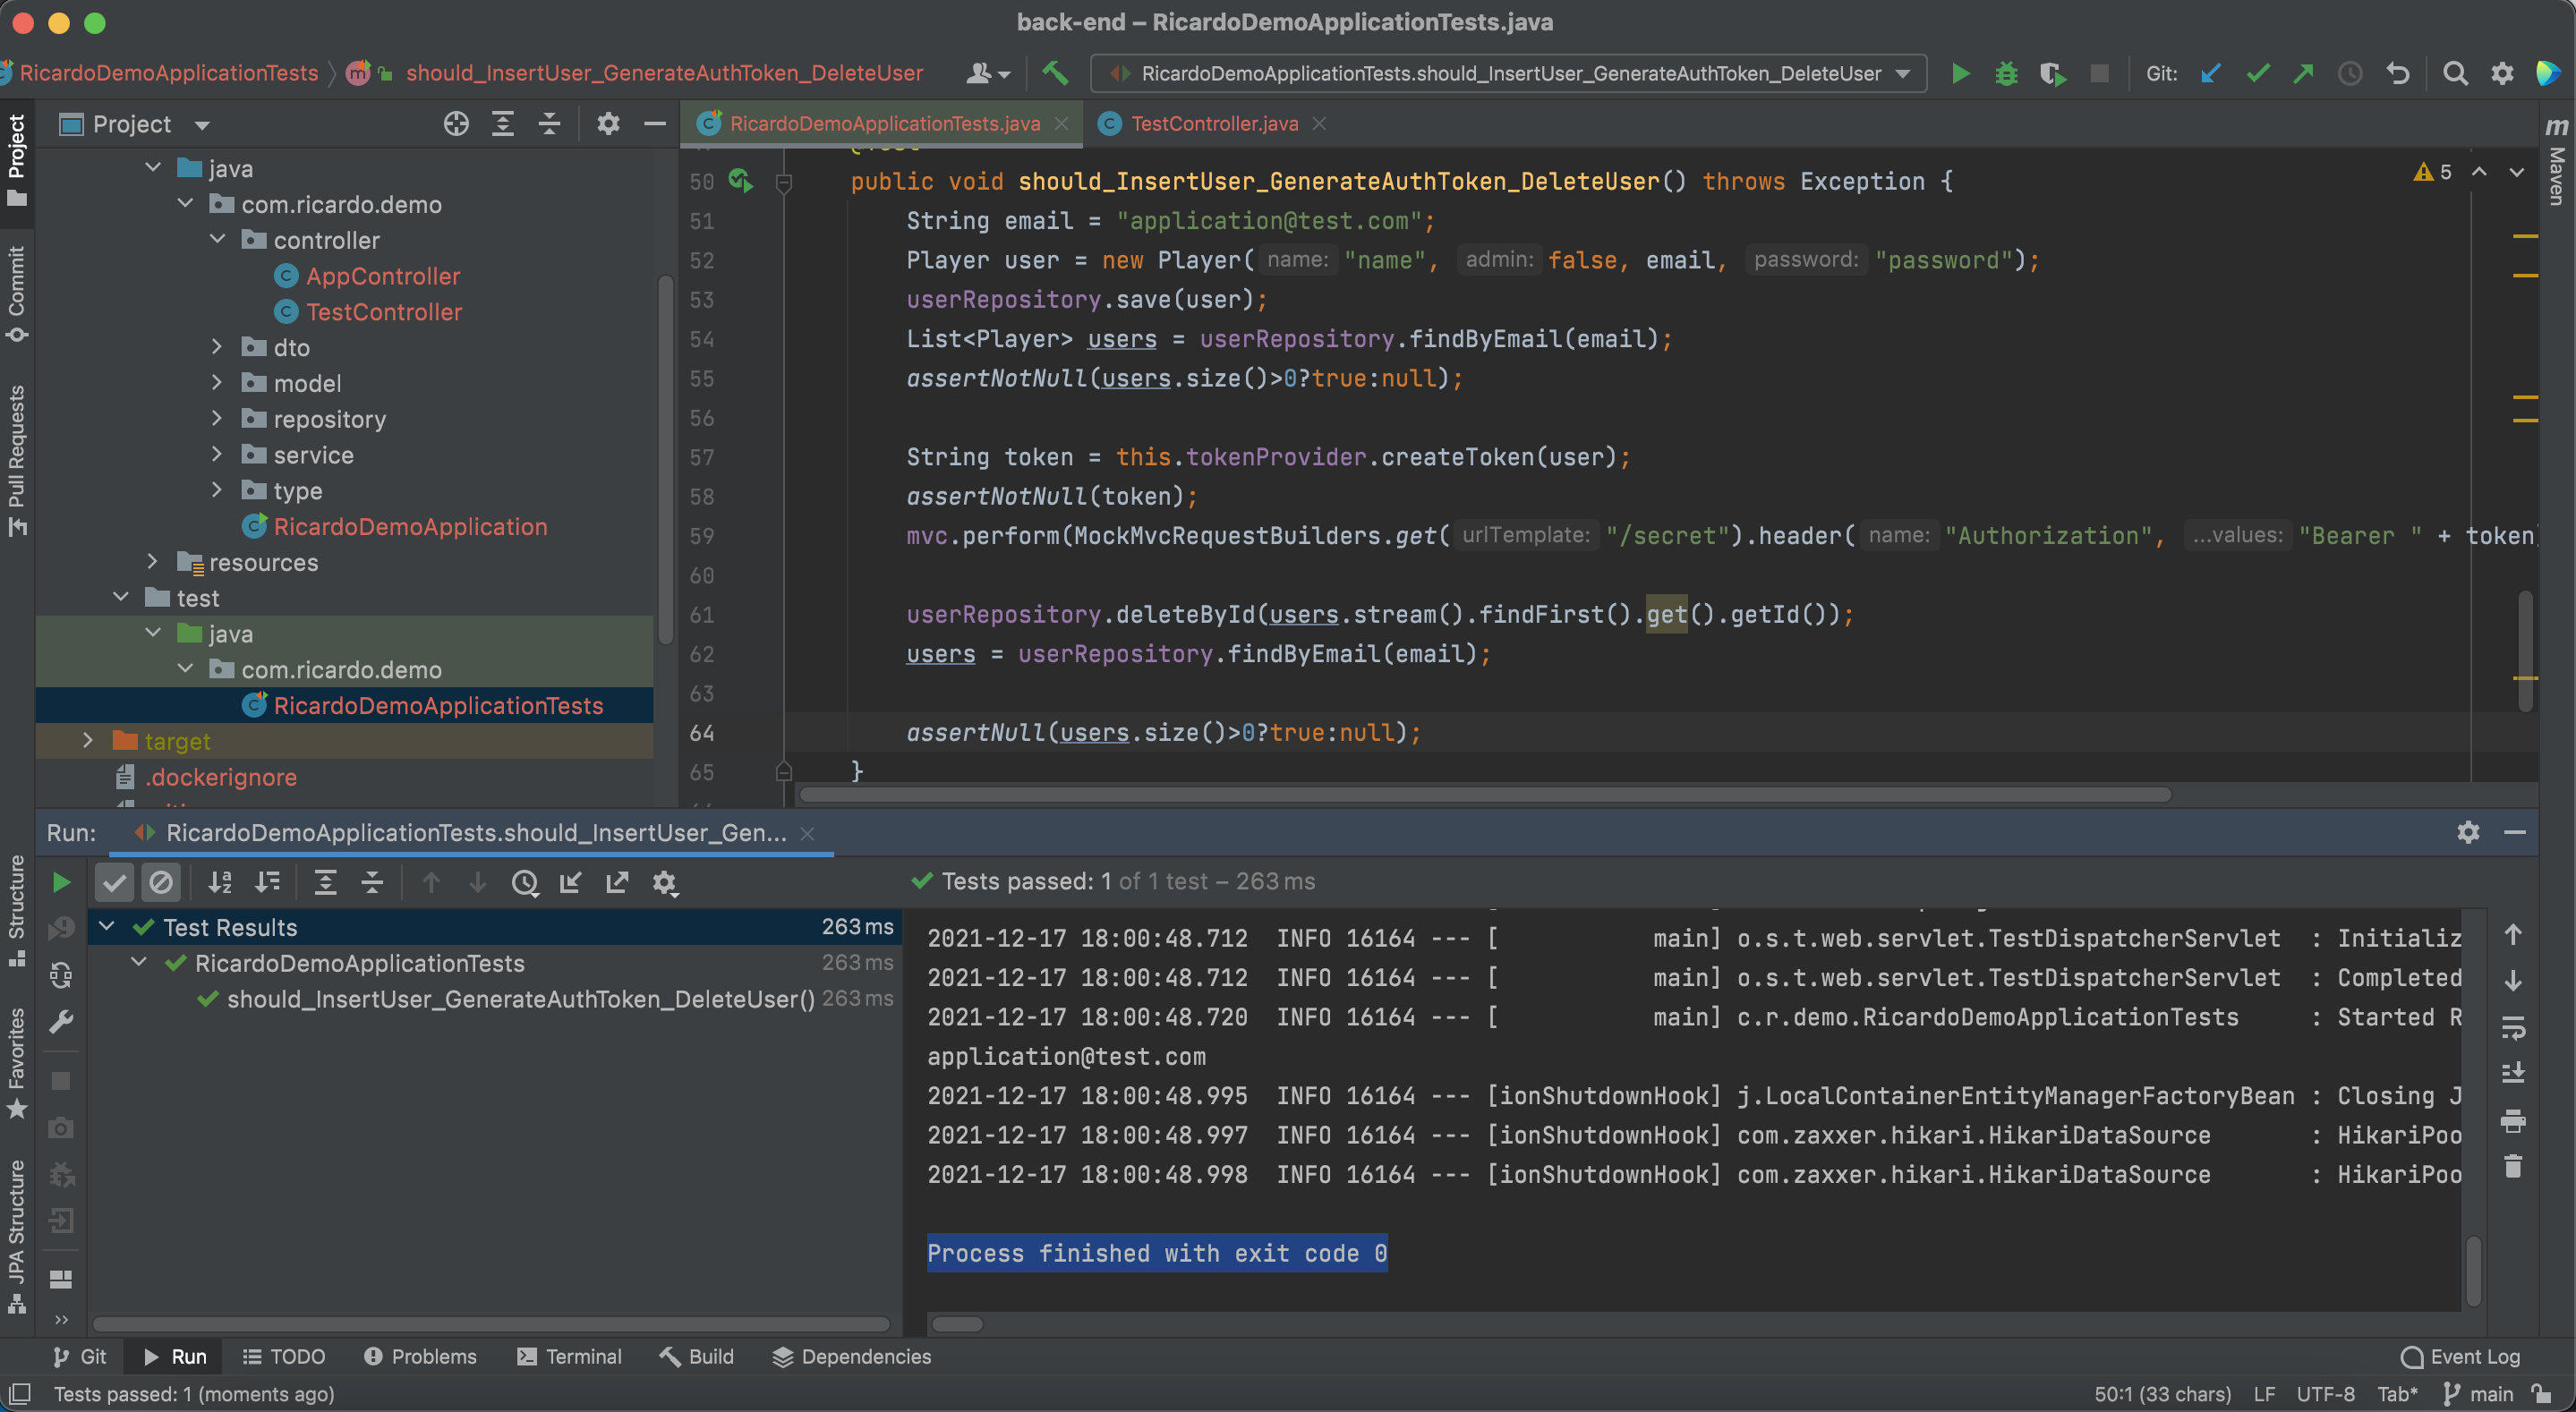 back-end – RicardoDemoApplicationTests.java
RicardoDemoApplicationTests
should_InsertUser_GenerateAuthToken_DeleteUser
RicardoDemoApplicationTests.should_InsertUser_GenerateAuthToken_DeleteUser
Git:
Project
Commit
Pull Requests
Structure
Favorites
JPA Structure
Maven
Project
java
com.ricardo.demo
controller
AppController
TestController
dto
model
repository
service
type
RicardoDemoApplication
resources
test
java
com.ricardo.demo
RicardoDemoApplicationTests
target
.dockerignore
RicardoDemoApplicationTests.java
TestController.java
5
50 public void should_InsertUser_GenerateAuthToken_DeleteUser() throws Exception {
51 String email = "application@test.com";
52 Player user = new Player( name: "name", admin: false, email, password: "password");
53 userRepository.save(user);
54 List<Player> users = userRepository.findByEmail(email);
55 assertNotNull(users.size()>0?true:null);
56
57 String token = this.tokenProvider.createToken(user);
58 assertNotNull(token);
59 mvc.perform(MockMvcRequestBuilders.get( urlTemplate: "/secret").header( name: "Authorization", ...values: "Bearer " + token
60
61 userRepository.deleteById(users.stream().findFirst().get().getId());
62 users = userRepository.findByEmail(email);
63
64 assertNull(users.size()>0?true:null);
65 }
Run: RicardoDemoApplicationTests.should_InsertUser_Gen...
Tests passed: 1 of 1 test – 263 ms
Test Results 263 ms
RicardoDemoApplicationTests 263 ms
should_InsertUser_GenerateAuthToken_DeleteUser() 263 ms
2021-12-17 18:00:48.712 INFO 16164 --- [ main] o.s.t.web.servlet.TestDispatcherServlet : Initializ
2021-12-17 18:00:48.712 INFO 16164 --- [ main] o.s.t.web.servlet.TestDispatcherServlet : Completed
2021-12-17 18:00:48.720 INFO 16164 --- [ main] c.r.demo.RicardoDemoApplicationTests : Started R
application@test.com
2021-12-17 18:00:48.995 INFO 16164 --- [ionShutdownHook] j.LocalContainerEntityManagerFactoryBean : Closing J
2021-12-17 18:00:48.997 INFO 16164 --- [ionShutdownHook] com.zaxxer.hikari.HikariDataSource : HikariPoo
2021-12-17 18:00:48.998 INFO 16164 --- [ionShutdownHook] com.zaxxer.hikari.HikariDataSource : HikariPoo
Process finished with exit code 0
Git
Run
TODO
Problems
Terminal
Build
Dependencies
Event Log
Tests passed: 1 (moments ago)
50:1 (33 chars) LF UTF-8 Tab* main